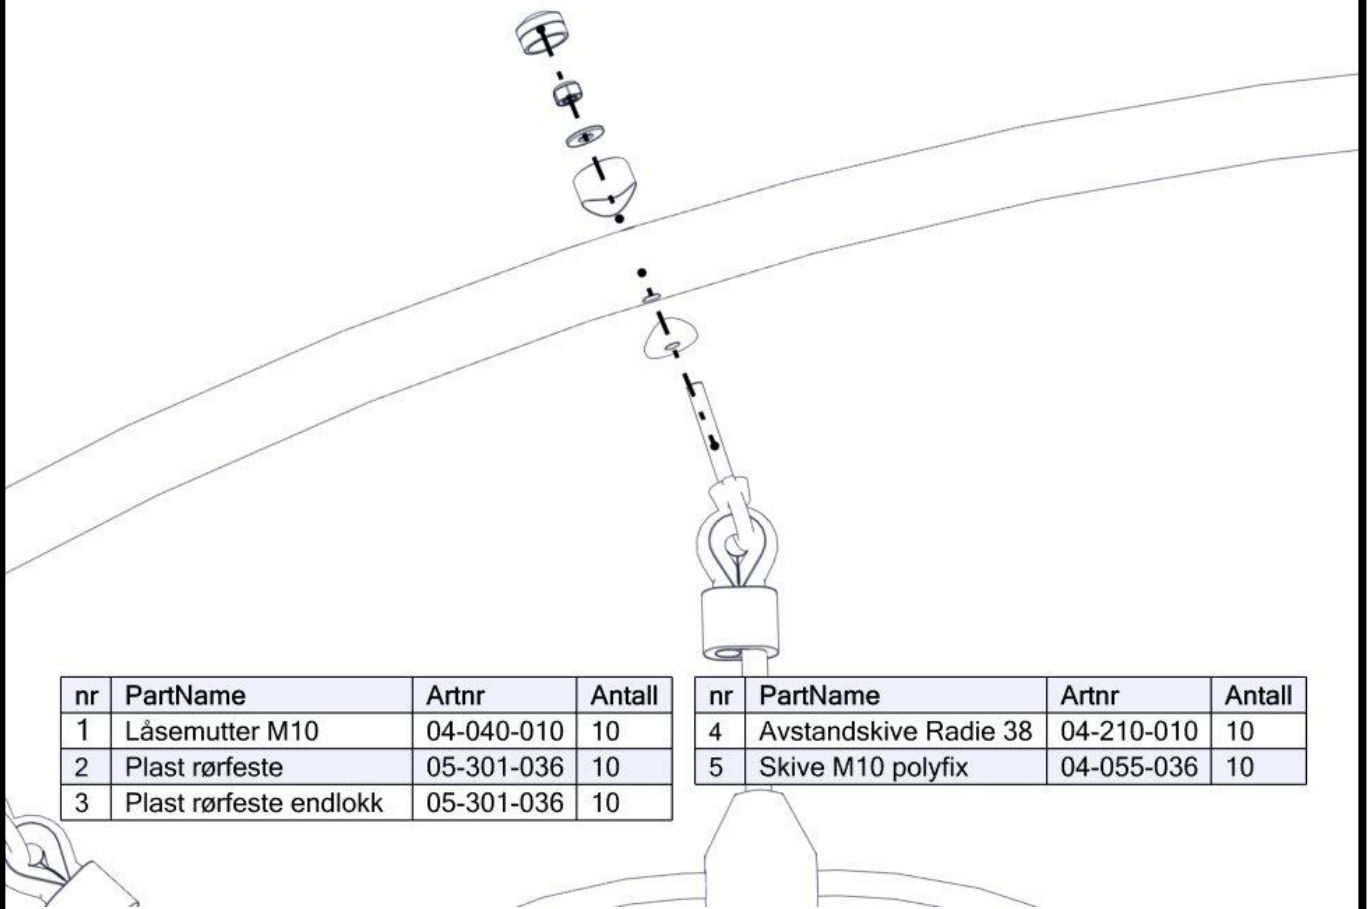 nr PartName Artnr Antall
1 Låsemutter M10 04-040-010 10
2 Plast rørfeste 05-301-036 10
3 Plast rørfeste endlokk 05-301-036 10
nr PartName Artnr Antall
4 Avstandskive Radie 38 04-210-010 10
5 Skive M10 polyfix 04-055-036 10